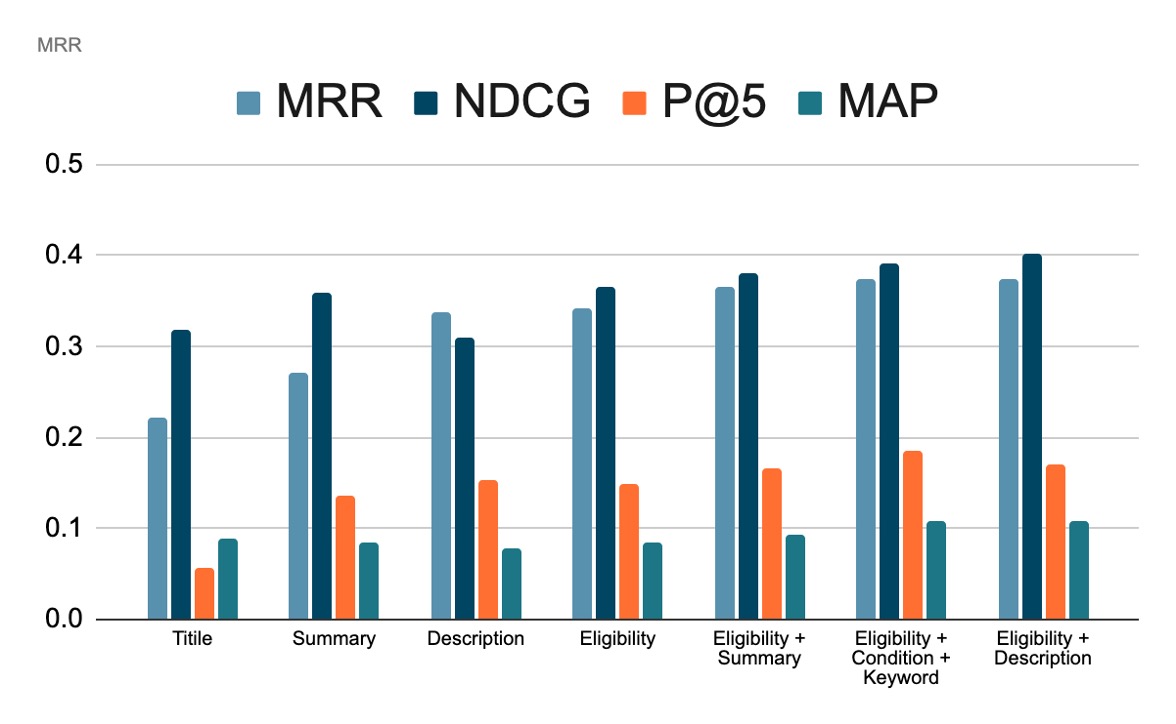 MRR
MRR NDCG P@5 MAP
0.5
0.4
0.3
0.2
0.1
0.0
Titile Summary Description Eligibility Eligibility + Eligibility + Eligibility +
Summary Condition + Description
Keyword